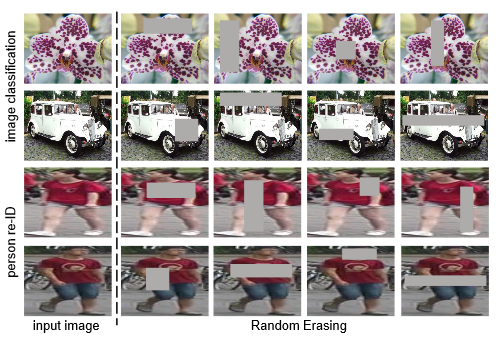 image classification
person re-ID
input image
Random Erasing